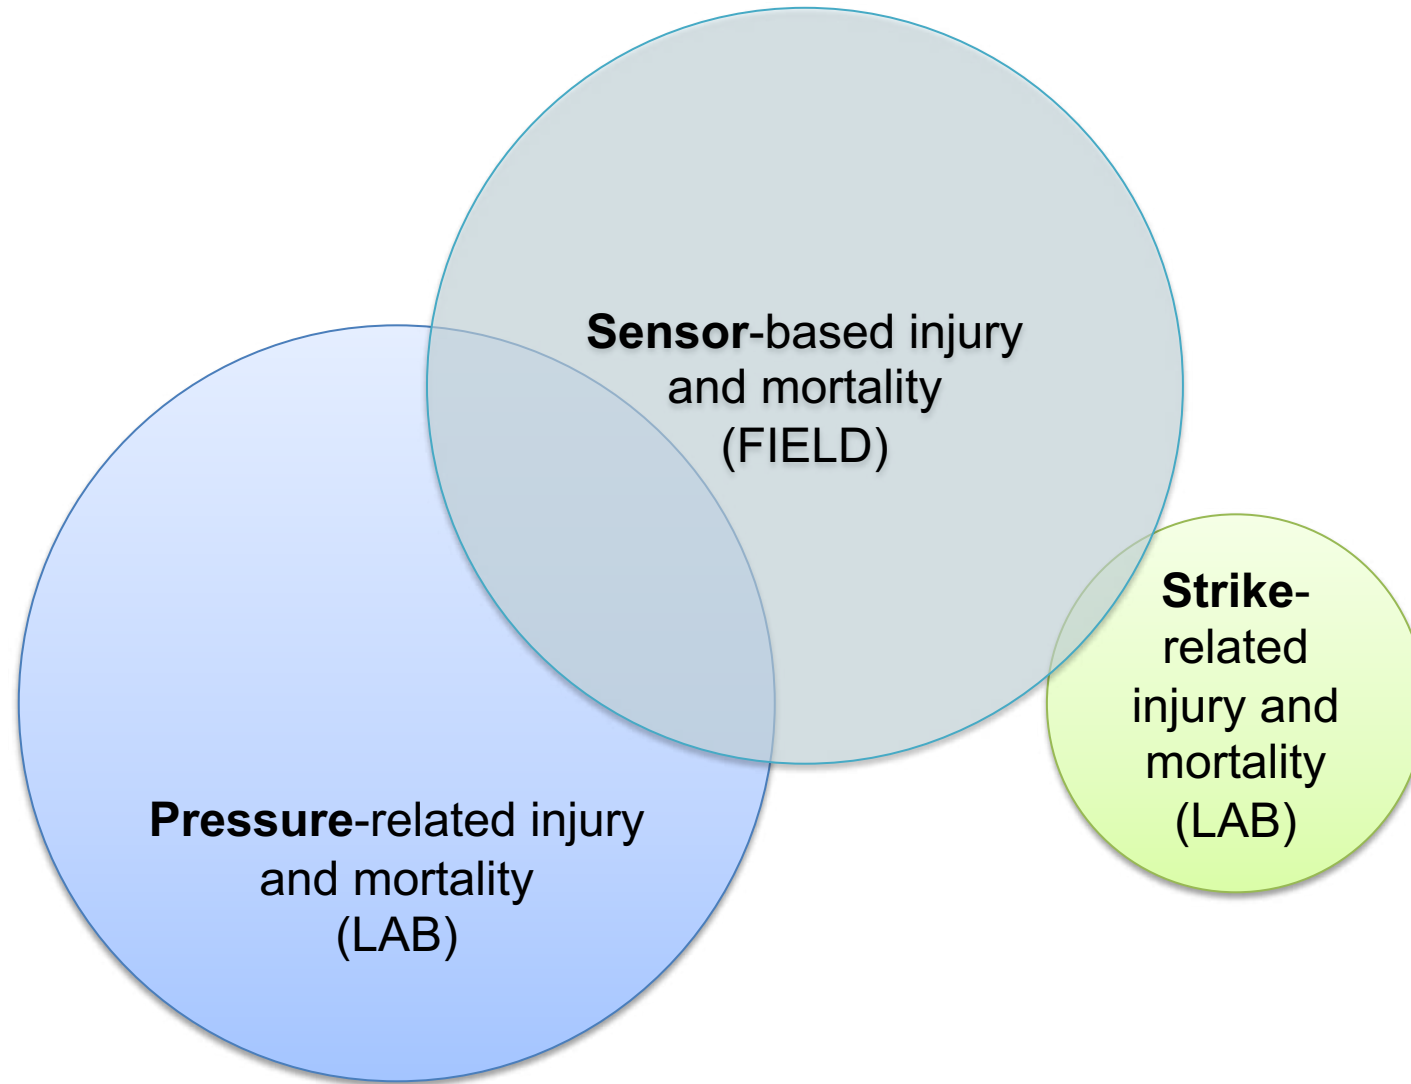 Sensor-based injury
and mortality
(FIELD)
Strike-
related
injury and
mortality
(LAB)
Pressure-related injury
and mortality
(LAB)